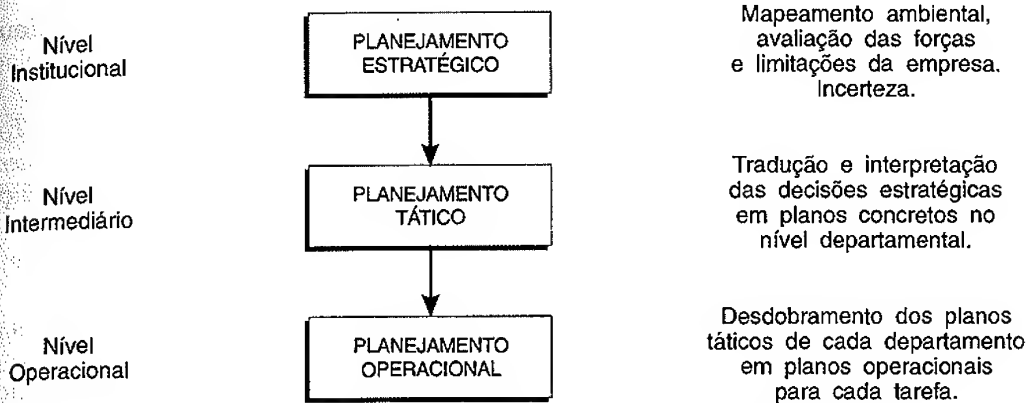 Nível
Institucional
PLANEJAMENTO
ESTRATÉGICO
Mapeamento ambiental,
avaliação das forças
e limitações da empresa.
Incerteza.
Nível
Intermediário
PLANEJAMENTO
TÁTICO
Tradução e interpretação
das decisões estratégicas
em planos concretos no
nível departamental.
Nível
Operacional
PLANEJAMENTO
OPERACIONAL
Desdobramento dos planos
táticos de cada departamento
em planos operacionais
para cada tarefa.